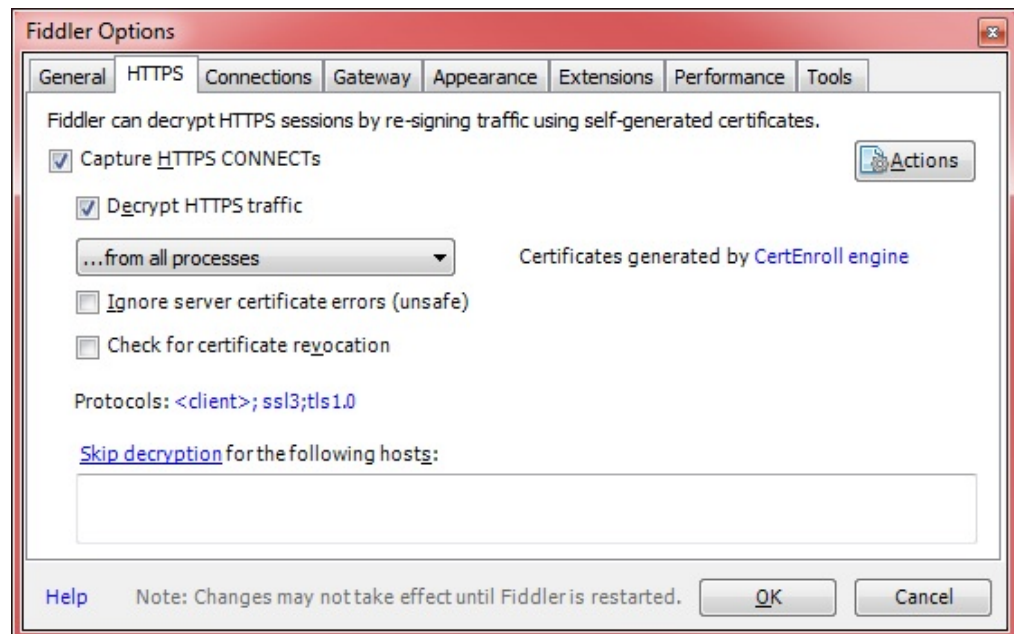 Fiddler Options
General HTTPS Connections Gateway Appearance Extensions Performance Tools
Fiddler can decrypt HTTPS sessions by re-signing traffic using self-generated certificates.
Capture HTTPS CONNECTs Actions
Decrypt HTTPS traffic
...from all processes Certificates generated by CertEnroll engine
Ignore server certificate errors (unsafe)
Check for certificate revocation
Protocols: <client>; ssl3;tls1.0
Skip decryption for the following hosts:
Help Note: Changes may not take effect until Fiddler is restarted. OK Cancel